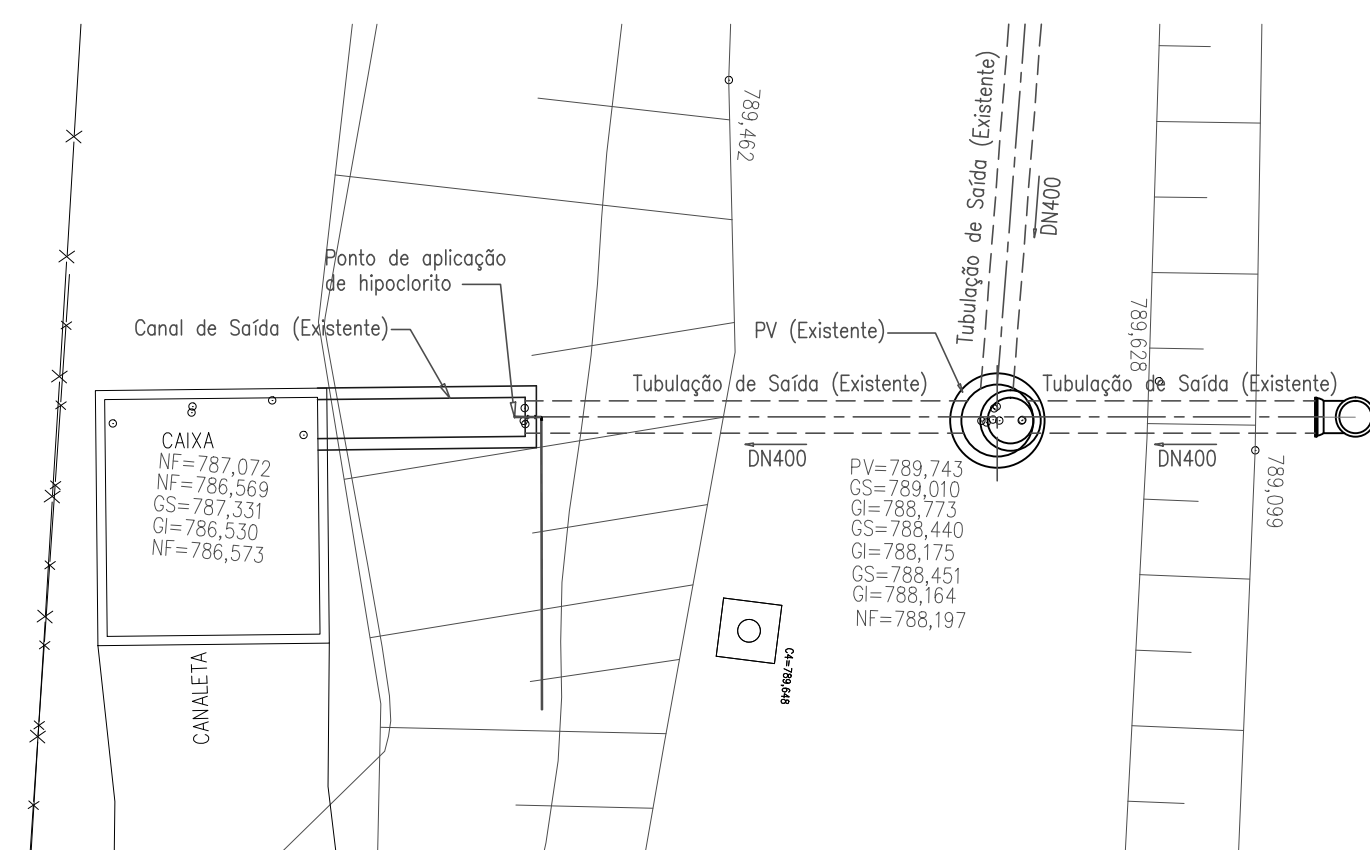 789,462
Tubulação de Saída (Existente)
DN400
Ponto de aplicação
de hipoclorito
Canal de Saída (Existente)
PV (Existente)
789,628
Tubulação de Saída (Existente)
Tubulação de Saída (Existente)
DN400
DN400
789,099
CAIXA
NF=787,072
NF=786,569
GS=787,331
GI=786,530
NF=786,573
PV=789,743
GS=789,010
GI=788,773
GS=788,440
GI=788,175
GS=788,451
GI=788,164
NF=788,197
C4=789,648
CANALETA